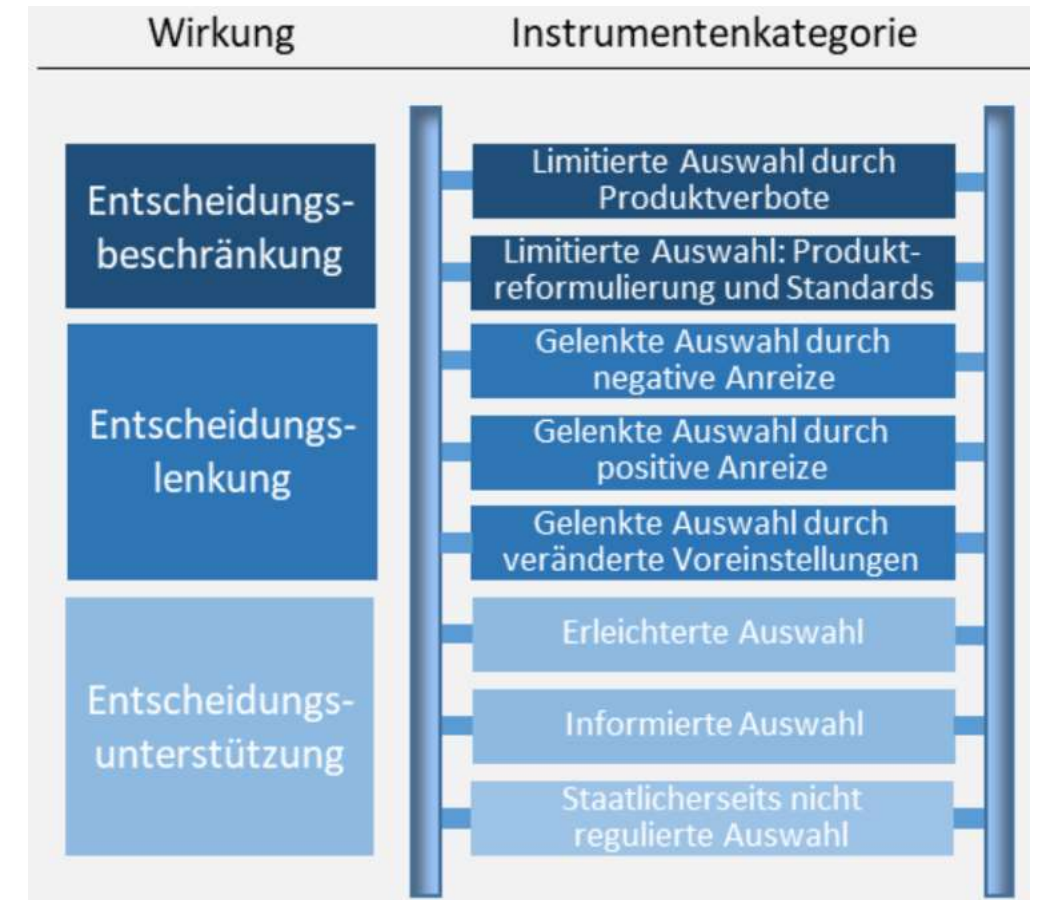 Wirkung
Instrumentenkategorie
Entscheidungs-
beschränkung
Limitierte Auswahl durch
Produktverbote
Limitierte Auswahl: Produkt-
reformulierung und Standards
Entscheidungs-
lenkung
Gelenkte Auswahl durch
negative Anreize
Gelenkte Auswahl durch
positive Anreize
Gelenkte Auswahl durch
veränderte Voreinstellungen
Entscheidungs-
unterstützung
Erleichterte Auswahl
Informierte Auswahl
Staatlicherseits nicht
regulierte Auswahl